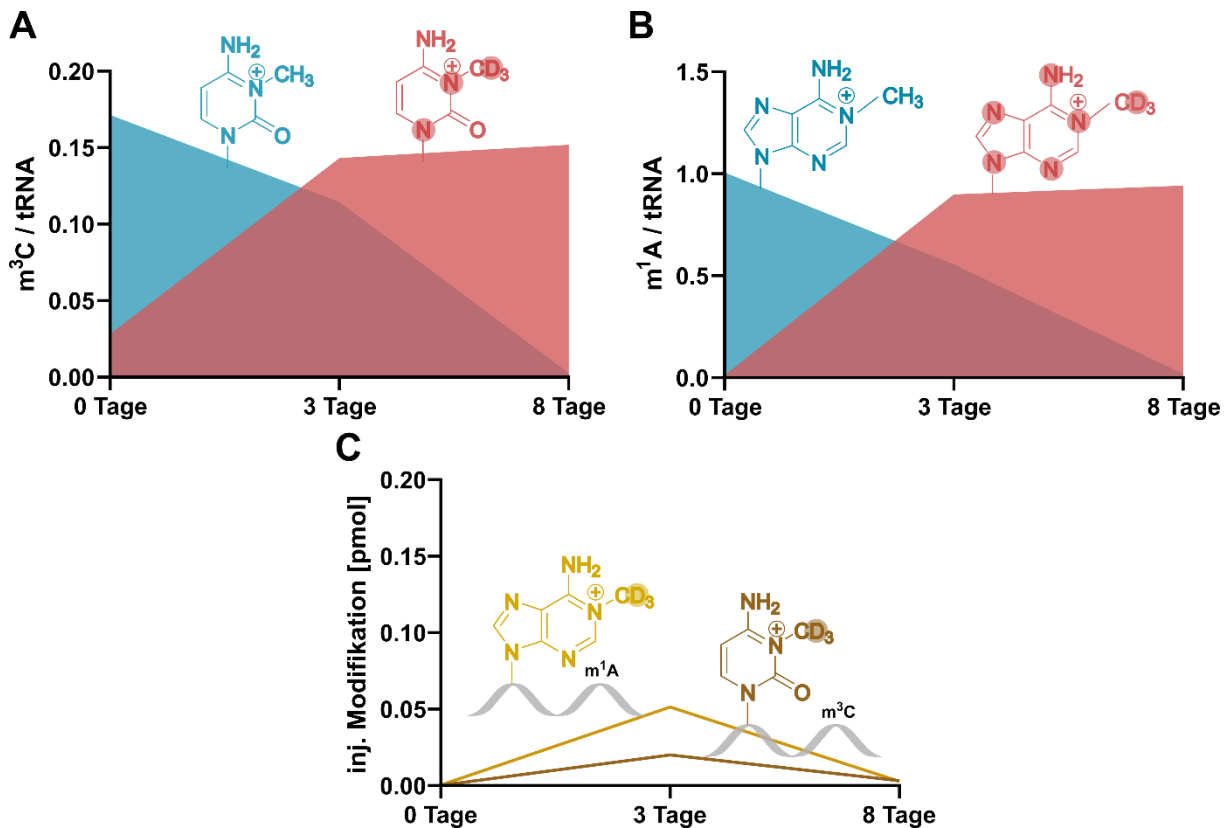 A
m³C / tRNA
0.20
0.15
0.10
0.05
0.00
NH₂
N
CH₃
N
O
NH₂
N
CD₃
N
O
0 Tage
3 Tage
8 Tage
B
m¹A / tRNA
1.5
1.0
0.5
0.0
NH₂
N
N
CH₃
N
N
NH₂
N
N
CD₃
N
N
0 Tage
3 Tage
8 Tage
C
inj. Modifikation [pmol]
0.20
0.15
0.10
0.05
0.00
NH₂
N
N
CD₃
N
N
m¹A
NH₂
N
CD₃
N
O
m³C
0 Tage
3 Tage
8 Tage